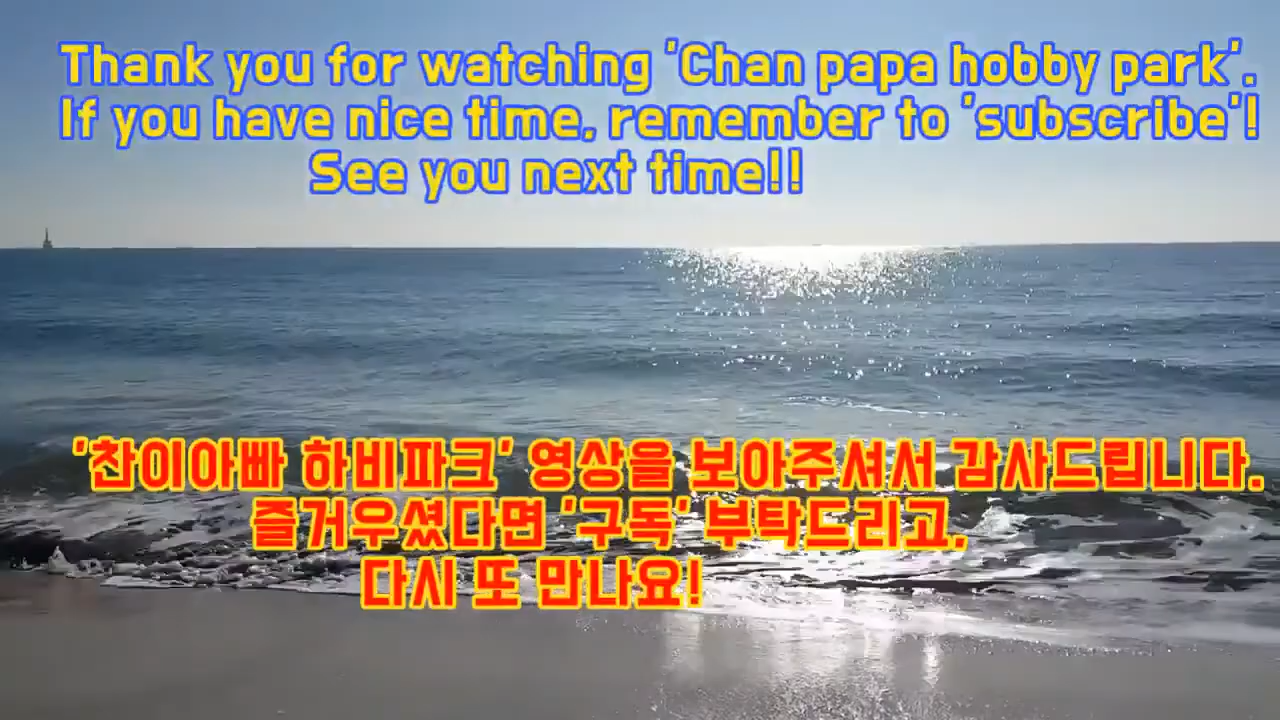 Thank you for watching 'Chan papa hobby park'.
If you have nice time, remember to 'subscribe'!
See you next time!!
'찬이아빠 하비파크' 영상을 보아주셔서 감사드립니다.
즐거우셨다면 '구독' 부탁드리고,
다시 또 만나요!